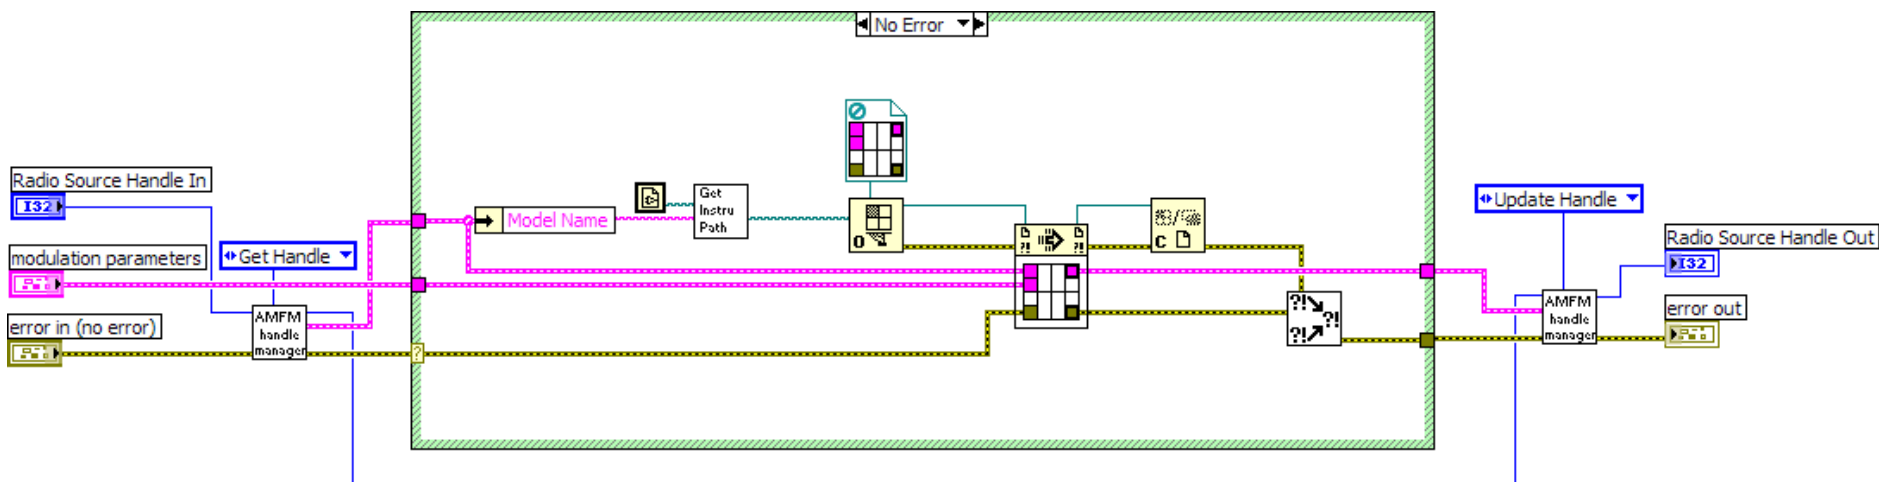 No Error
Radio Source Handle In
I32
modulation parameters
Get Handle
error in (no error)
AMFM
handle
manager
?
Model Name
Get
Instru
Path
O
?!
?!
C
?!
?!
?!
Update Handle
Radio Source Handle Out
I32
AMFM
handle
manager
error out